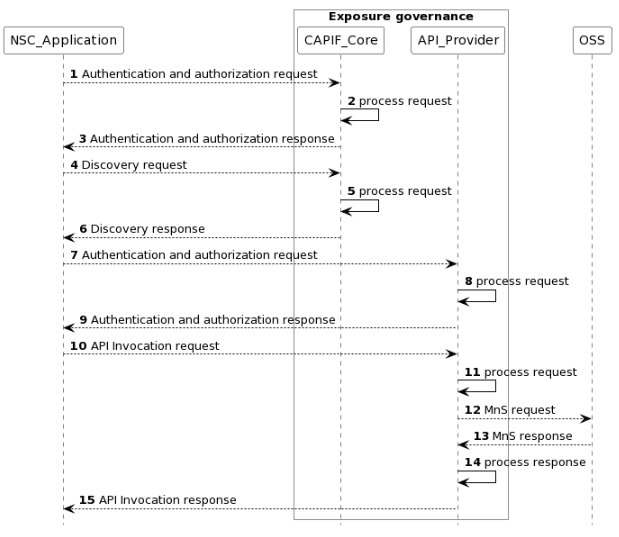 Exposure governance
NSC_Application
CAPIF_Core
API_Provider
OSS
1 Authentication and authorization request
2 process request
3 Authentication and authorization response
4 Discovery request
5 process request
6 Discovery response
7 Authentication and authorization request
8 process request
9 Authentication and authorization response
10 API Invocation request
11 process request
12 MnS request
13 MnS response
14 process response
15 API Invocation response